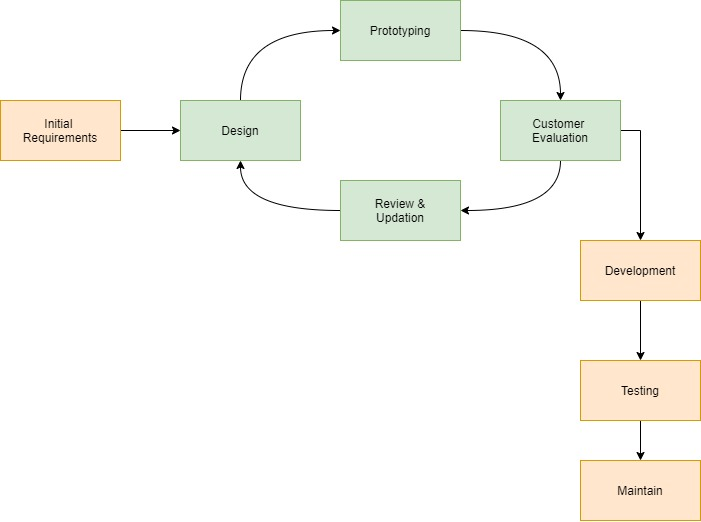 Prototyping
Initial
Requirements
Design
Customer
Evaluation
Review &
Updation
Development
Testing
Maintain